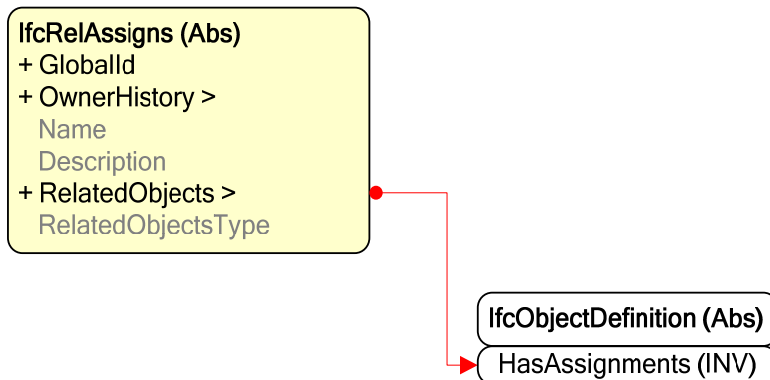 IfcRelAssigns (Abs)
+ GlobalId
+ OwnerHistory >
Name
Description
+ RelatedObjects >
RelatedObjectsType
IfcObjectDefinition (Abs)
HasAssignments (INV)